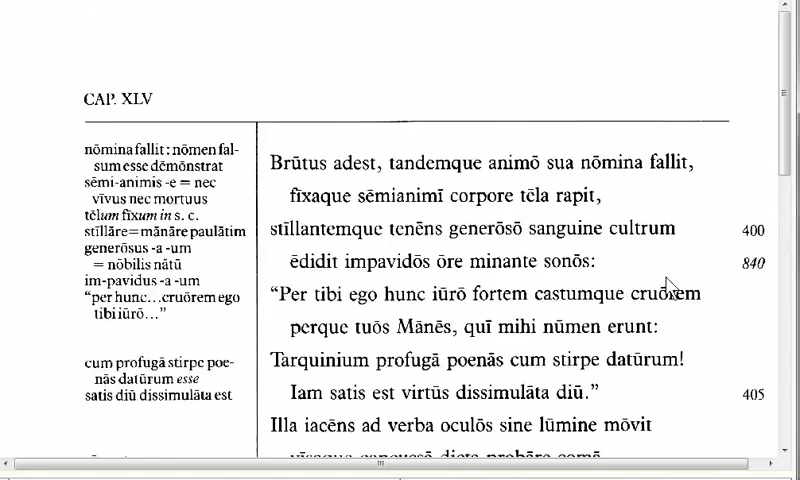 CAP. XLV
nōmina fallit : nōmen fal-
sum esse dēmōnstrat
sēmi-animis -e = nec
vīvus nec mortuus
tēlum fīxum in s. c.
stīllāre = mānāre paulātim
generōsus -a -um
= nōbilis nātū
im-pavidus -a -um
“per hunc...cruōrem ego
tibi iūrō...”
cum profugā stirpe poe-
nās datūrum esse
satis diū dissimulāta est
Brūtus adest, tandemque animō sua nōmina fallit,
fīxaque sēmianimī corpore tēla rapit,
stīllantemque tenēns generōsō sanguine cultrum 400
ēdidit impavidōs ōre minante sonōs: 840
“Per tibi ego hunc iūrō fortem castumque cruōrem
perque tuōs Mānēs, quī mihi nūmen erunt:
Tarquinium profugā poenās cum stirpe datūrum!
Iam satis est virtūs dissimulāta diū.” 405
Illa iacēns ad verba oculōs sine lūmine mōvit